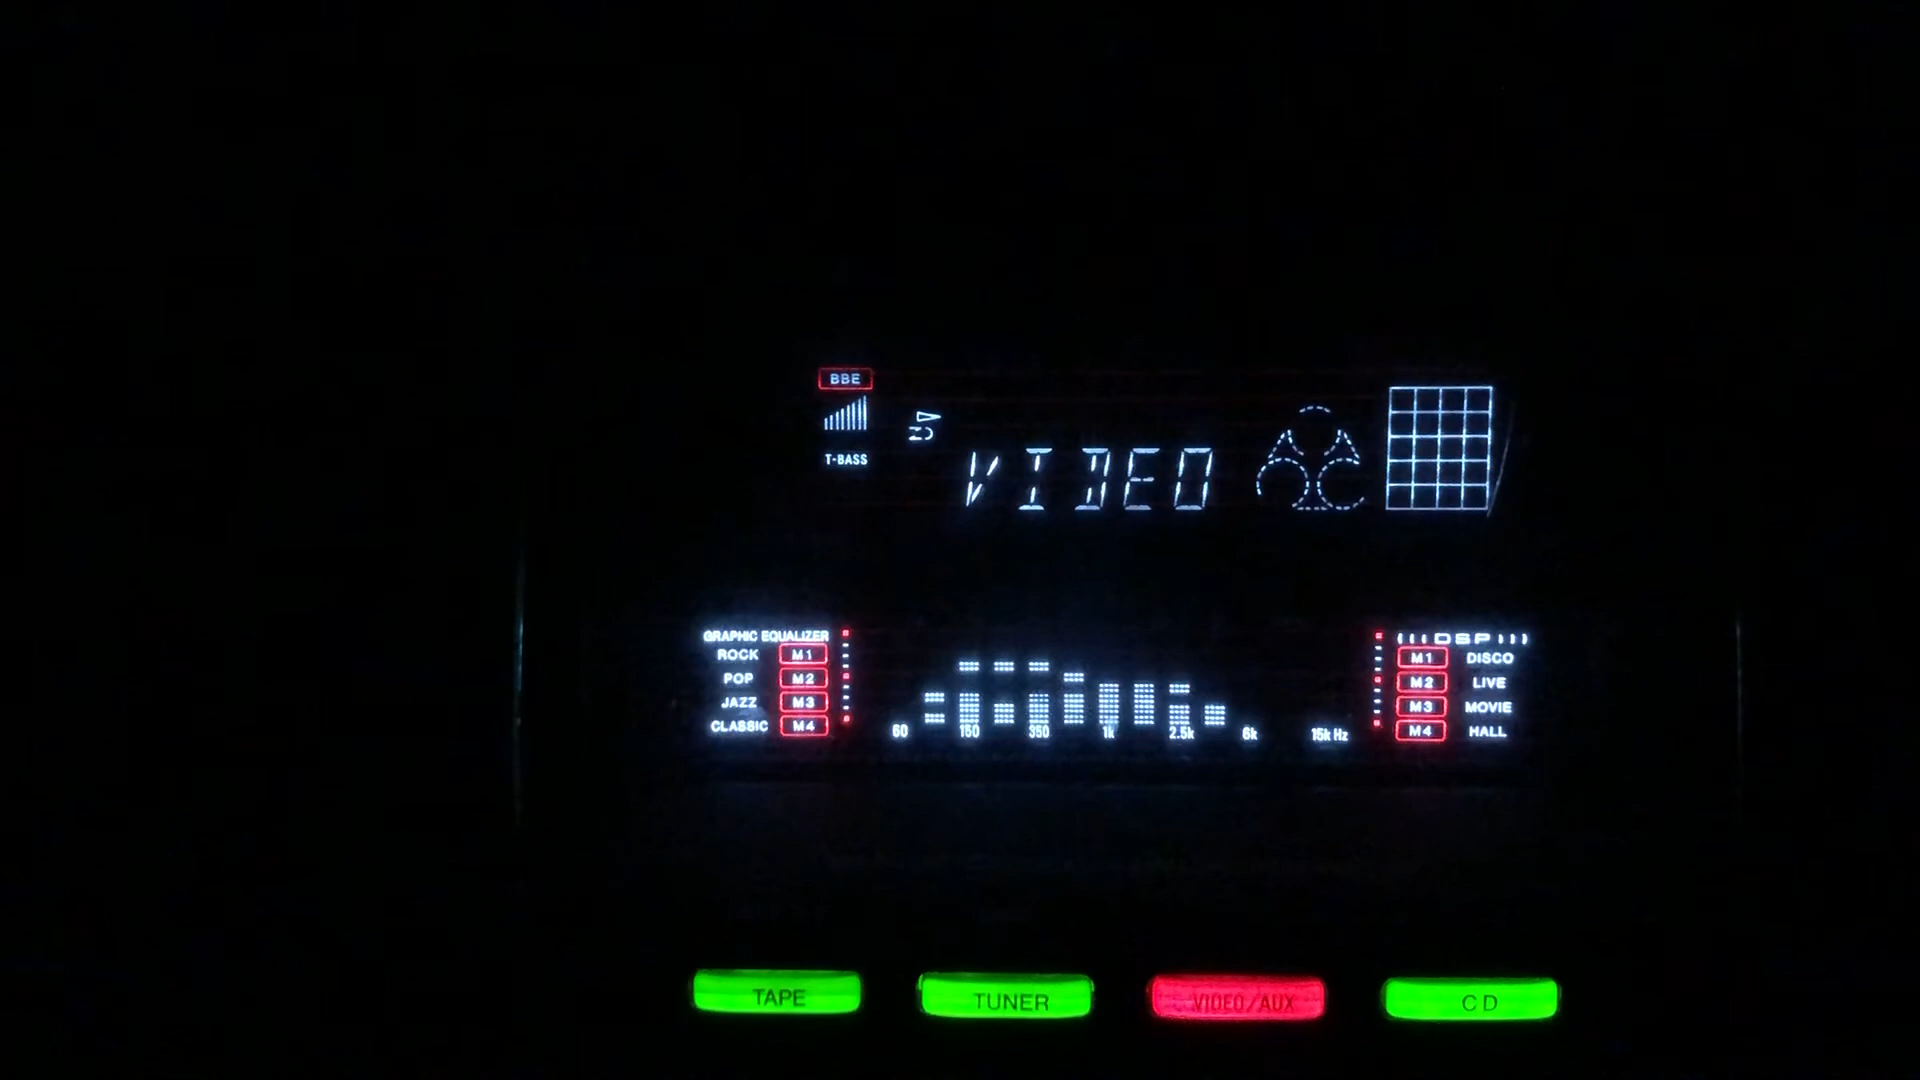 BBE
T-BASS
VIDEO
GRAPHIC EQUALIZER
ROCK M1
POP M2
JAZZ M3
CLASSIC M4
60 150 350 1k 2.5k 6k 15k Hz
DSP
M1 DISCO
M2 LIVE
M3 MOVIE
M4 HALL
TAPE
TUNER
VIDEO/AUX
CD